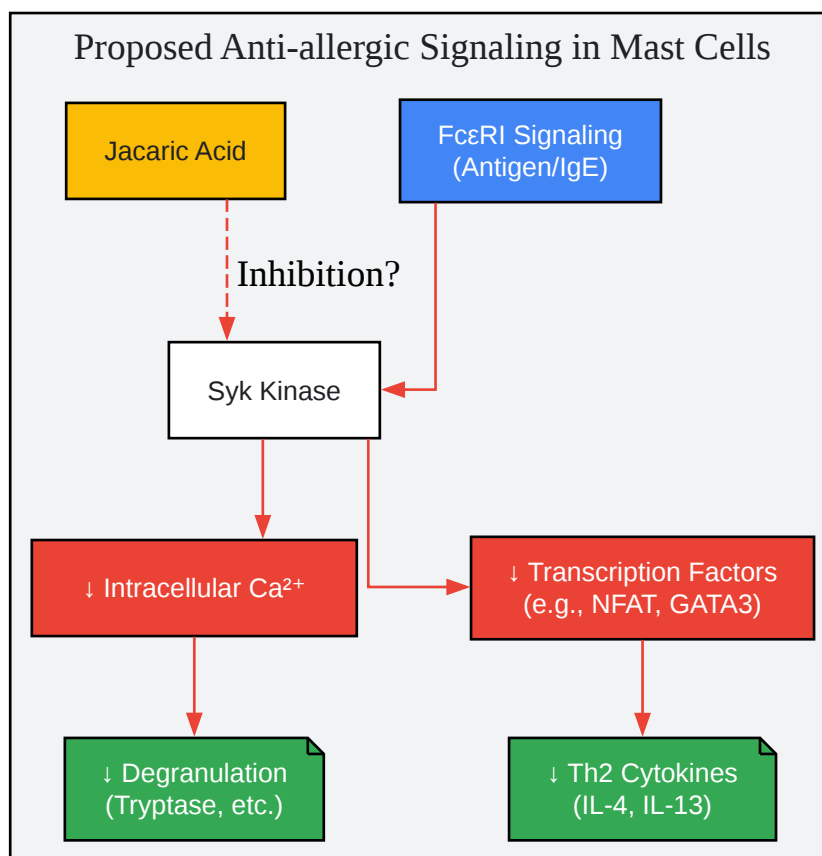 Proposed Anti-allergic Signaling in Mast Cells
Jacaric Acid
FcεRI Signaling
(Antigen/IgE)
Inhibition?
Syk Kinase
↓ Intracellular Ca²⁺
↓ Transcription Factors
(e.g., NFAT, GATA3)
↓ Degranulation
(Tryptase, etc.)
↓ Th2 Cytokines
(IL-4, IL-13)